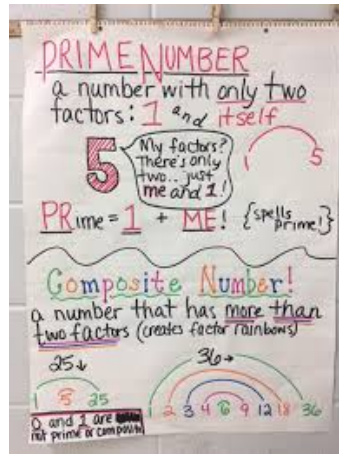 PRIME NUMBER
a number with only two
factors: 1 and itself
1 5
5
My factors?
There's only
two... just
me and 1!
PRime = 1 + ME! {spells
prime!}
Composite Number!
a number that has more than
two factors (creates factor rainbows)
25↓
36→
1 5 25
1 2 3 4 6 9 12 18 36
0 and 1 are
not prime or composite